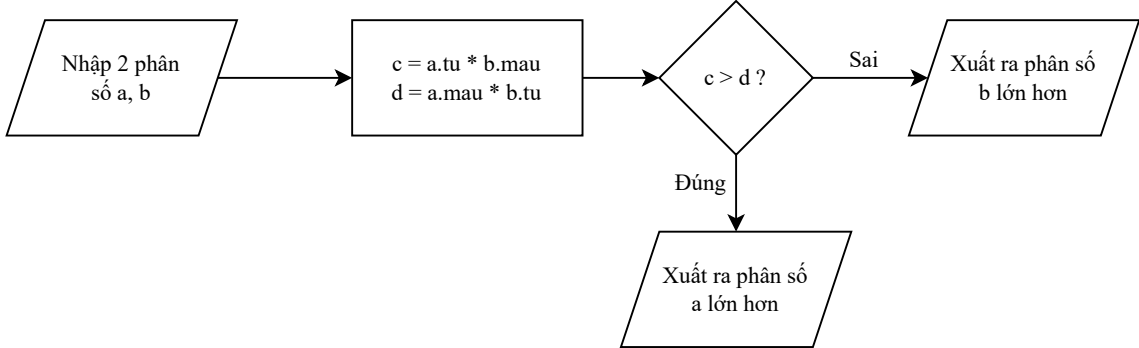 Nhập 2 phân
số a, b
c = a.tu * b.mau
d = a.mau * b.tu
c > d ?
Sai
Xuất ra phân số
b lớn hơn
Đúng
Xuất ra phân số
a lớn hơn